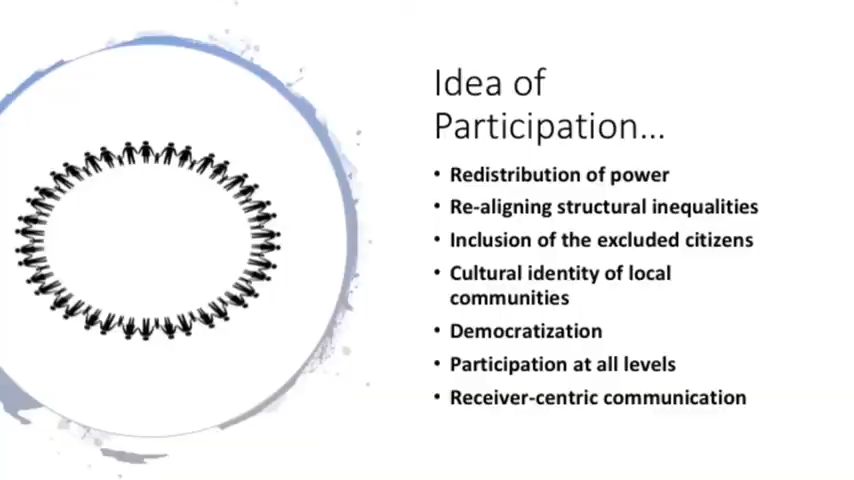 Idea of
Participation...
• Redistribution of power
• Re-aligning structural inequalities
• Inclusion of the excluded citizens
• Cultural identity of local
communities
• Democratization
• Participation at all levels
• Receiver-centric communication